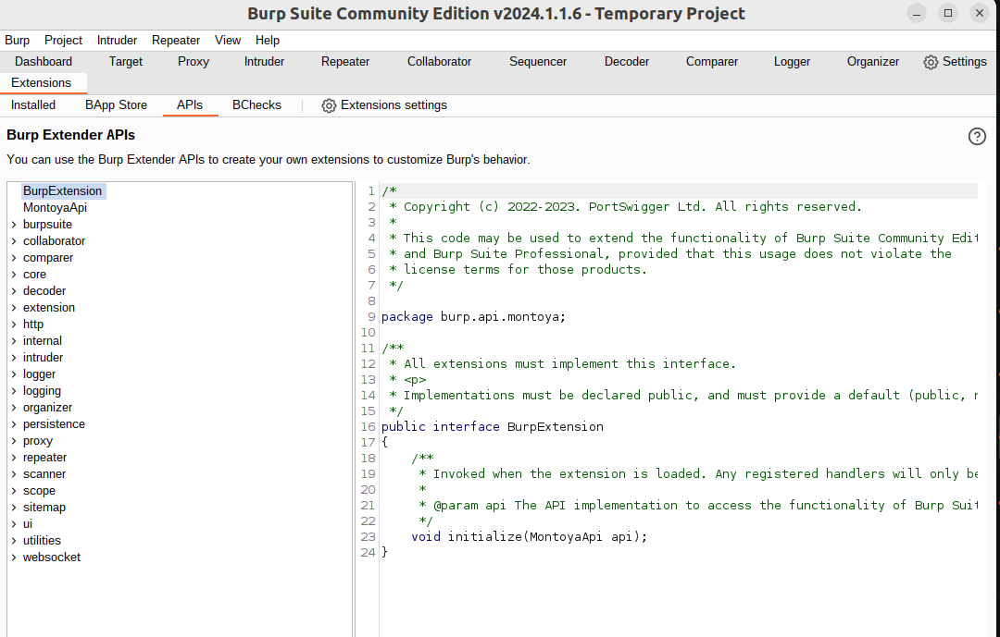 Burp Suite Community Edition v2024.1.1.6 - Temporary Project
Burp Project Intruder Repeater View Help
Dashboard Target Proxy Intruder Repeater Collaborator Sequencer Decoder Comparer Logger Organizer Settings
Extensions
Installed BApp Store APIs BChecks Extensions settings
Burp Extender APIs
You can use the Burp Extender APIs to create your own extensions to customize Burp's behavior.
BurpExtension
MontoyaApi
burpsuite
collaborator
comparer
core
decoder
extension
http
internal
intruder
logger
logging
organizer
persistence
proxy
repeater
scanner
scope
sitemap
ui
utilities
websocket
1 /*
2  * Copyright (c) 2022-2023. PortSwigger Ltd. All rights reserved.
3  *
4  * This code may be used to extend the functionality of Burp Suite Community Edit
5  * and Burp Suite Professional, provided that this usage does not violate the
6  * license terms for those products.
7  */
8
9 package burp.api.montoya;
10
11 /**
12  * All extensions must implement this interface.
13  * <p>
14  * Implementations must be declared public, and must provide a default (public,
15  */
16 public interface BurpExtension
17 {
18     /**
19      * Invoked when the extension is loaded. Any registered handlers will only be
20      *
21      * @param api The API implementation to access the functionality of Burp Suit
22      */
23     void initialize(MontoyaApi api);
24 }